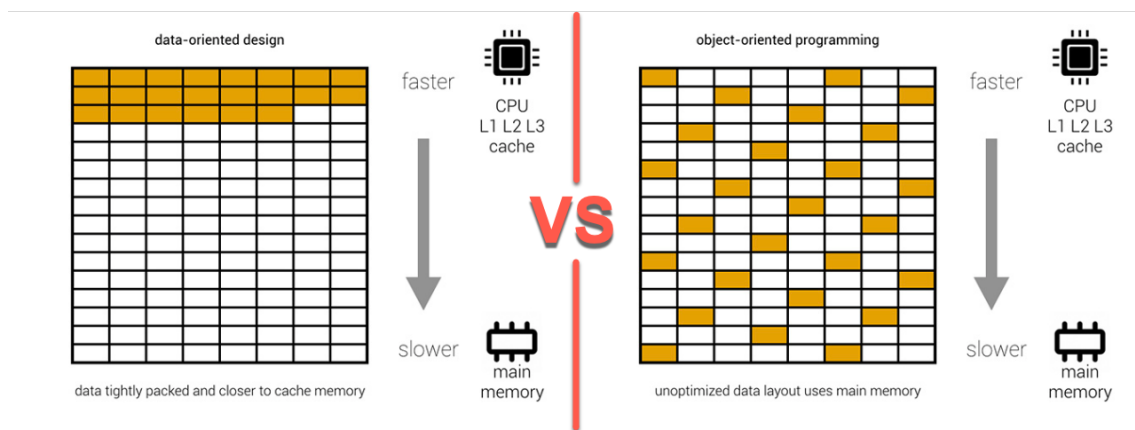 data-oriented design
faster
CPU
L1 L2 L3
cache
slower
main
memory
data tightly packed and closer to cache memory
VS
object-oriented programming
faster
CPU
L1 L2 L3
cache
slower
main
memory
unoptimized data layout uses main memory